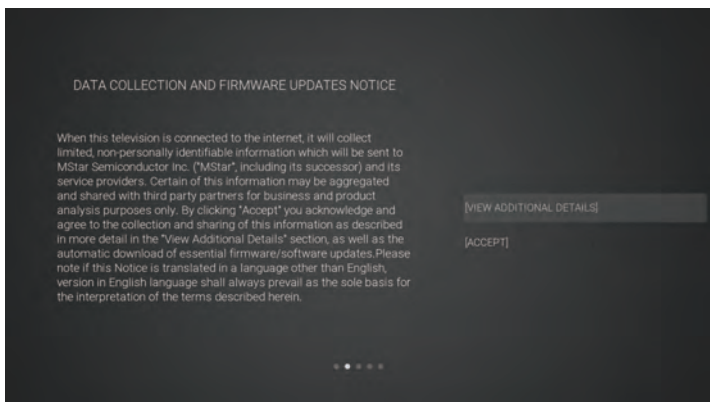 DATA COLLECTION AND FIRMWARE UPDATES NOTICE
When this television is connected to the internet, it will collect
limited, non-personally identifiable information which will be sent to
MStar Semiconductor Inc. ("MStar", including its successor) and its
service providers. Certain of this information may be aggregated
and shared with third party partners for business and product
analysis purposes only. By clicking "Accept" you acknowledge and
agree to the collection and sharing of this information as described
in more detail in the "View Additional Details" section, as well as the
automatic download of essential firmware/software updates.Please
note if this Notice is translated in a language other than English,
version in English language shall always prevail as the sole basis for
the interpretation of the terms described herein.
[VIEW ADDITIONAL DETAILS]
[ACCEPT]